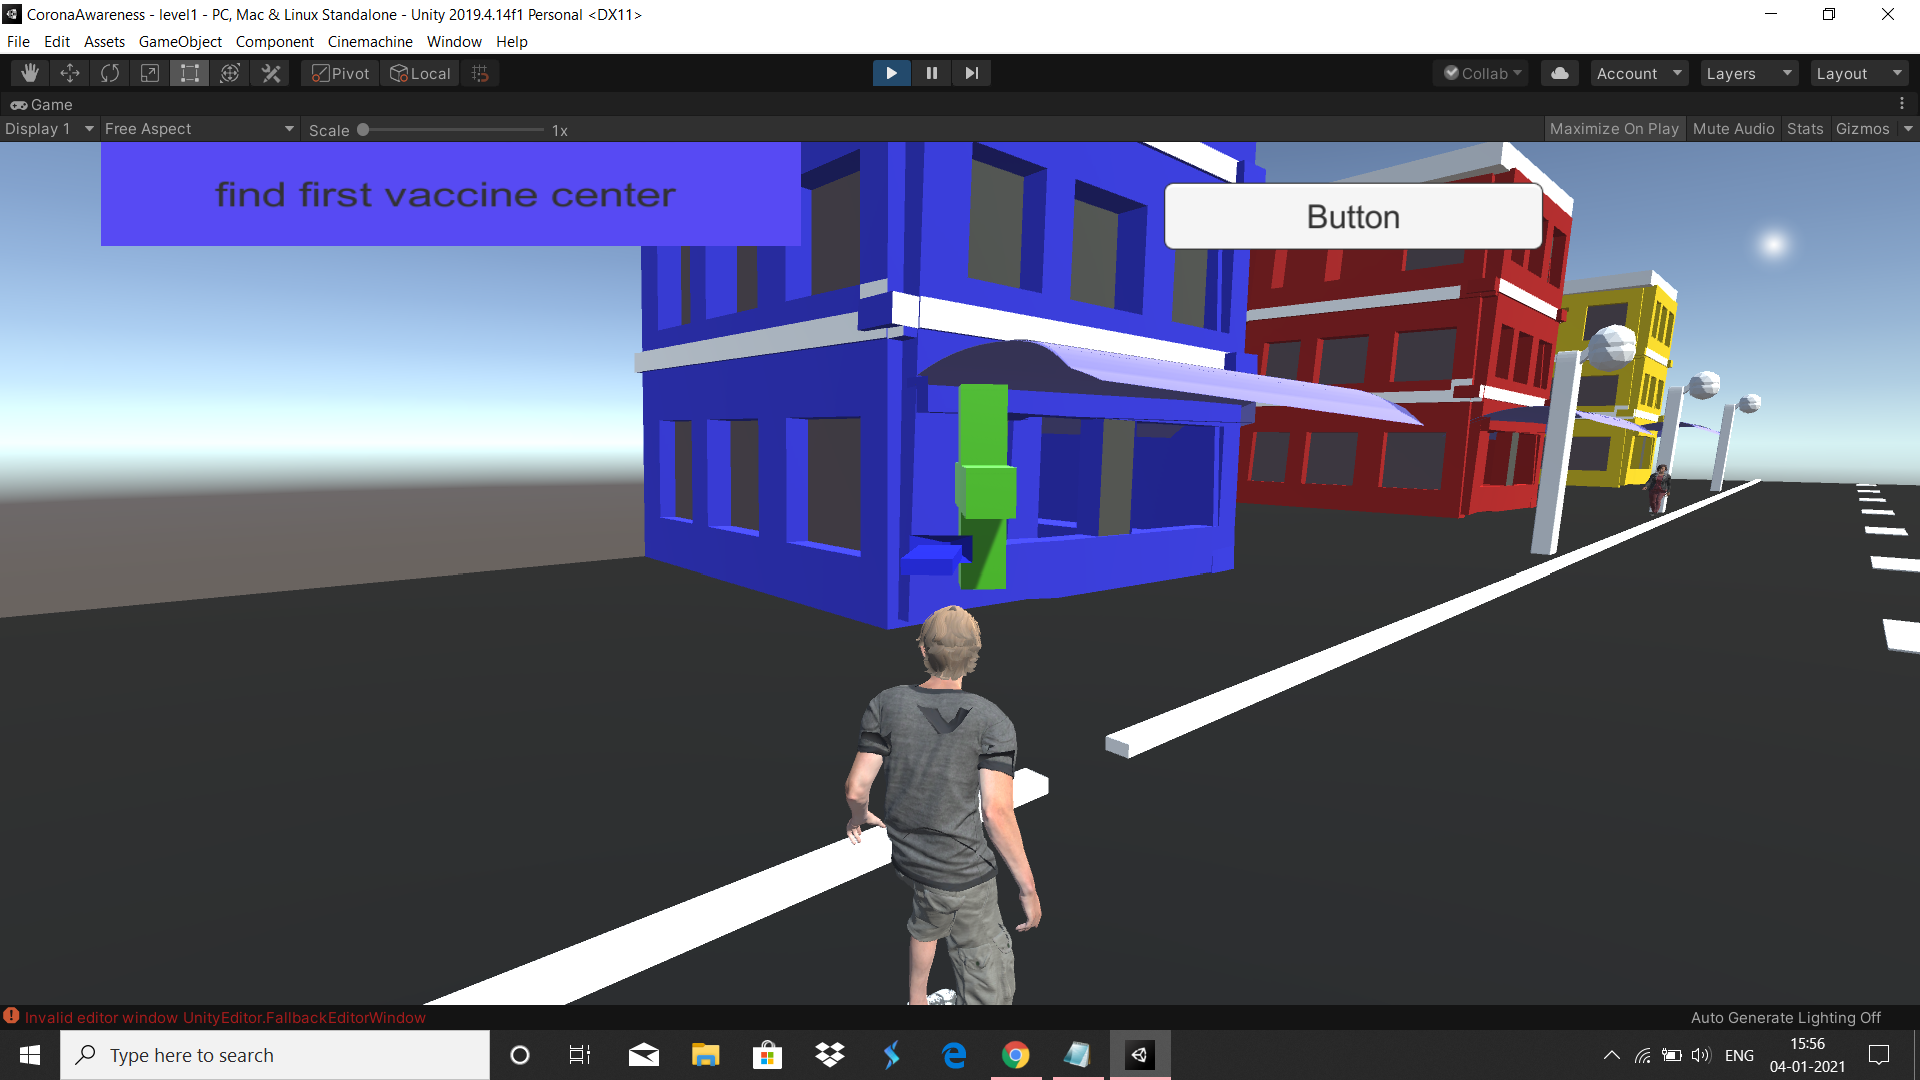 CoronaAwareness - level1 - PC, Mac & Linux Standalone - Unity 2019.4.14f1 Personal <DX11>
File Edit Assets GameObject Component Cinemachine Window Help
Pivot Local Collab Account Layers Layout
Game
Display 1 Free Aspect Scale 1x Maximize On Play Mute Audio Stats Gizmos
find first vaccine center
Button
Invalid editor window UnityEditor.FallbackEditorWindow
Auto Generate Lighting Off
Type here to search
ENG
15:56
04-01-2021